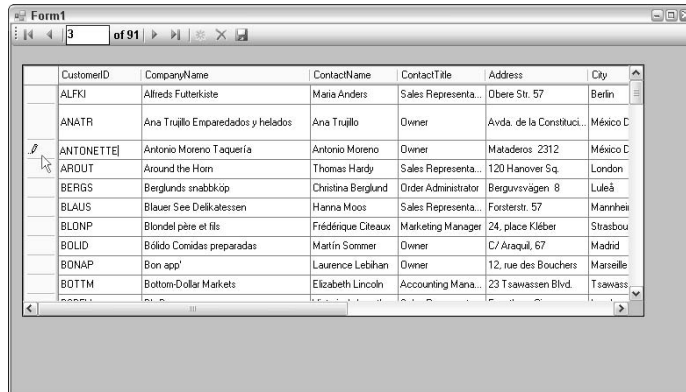 Form1
3 of 91
CustomerID CompanyName ContactName ContactTitle Address City
ALFKI Alfreds Futterkiste Maria Anders Sales Representa... Obere Str. 57 Berlin
ANATR Ana Trujillo Emparedados y helados Ana Trujillo Owner Avda. de la Constituci... México D
ANTONETTE Antonio Moreno Taquería Antonio Moreno Owner Mataderos 2312 México D
AROUT Around the Horn Thomas Hardy Sales Representa... 120 Hanover Sq. London
BERGS Berglunds snabbköp Christina Berglund Order Administrator Berguvsvägen 8 Luleå
BLAUS Blauer See Delikatessen Hanna Moos Sales Representa... Forsterstr. 57 Mannhei
BLONP Blondel père et fils Frédérique Citeaux Marketing Manager 24, place Kléber Strasbou
BOLID Bólido Comidas preparadas Martín Sommer Owner C/ Araquil, 67 Madrid
BONAP Bon app' Laurence Lebihan Owner 12, rue des Bouchers Marseille
BOTTM Bottom-Dollar Markets Elizabeth Lincoln Accounting Mana... 23 Tsawassen Blvd. Tsawass